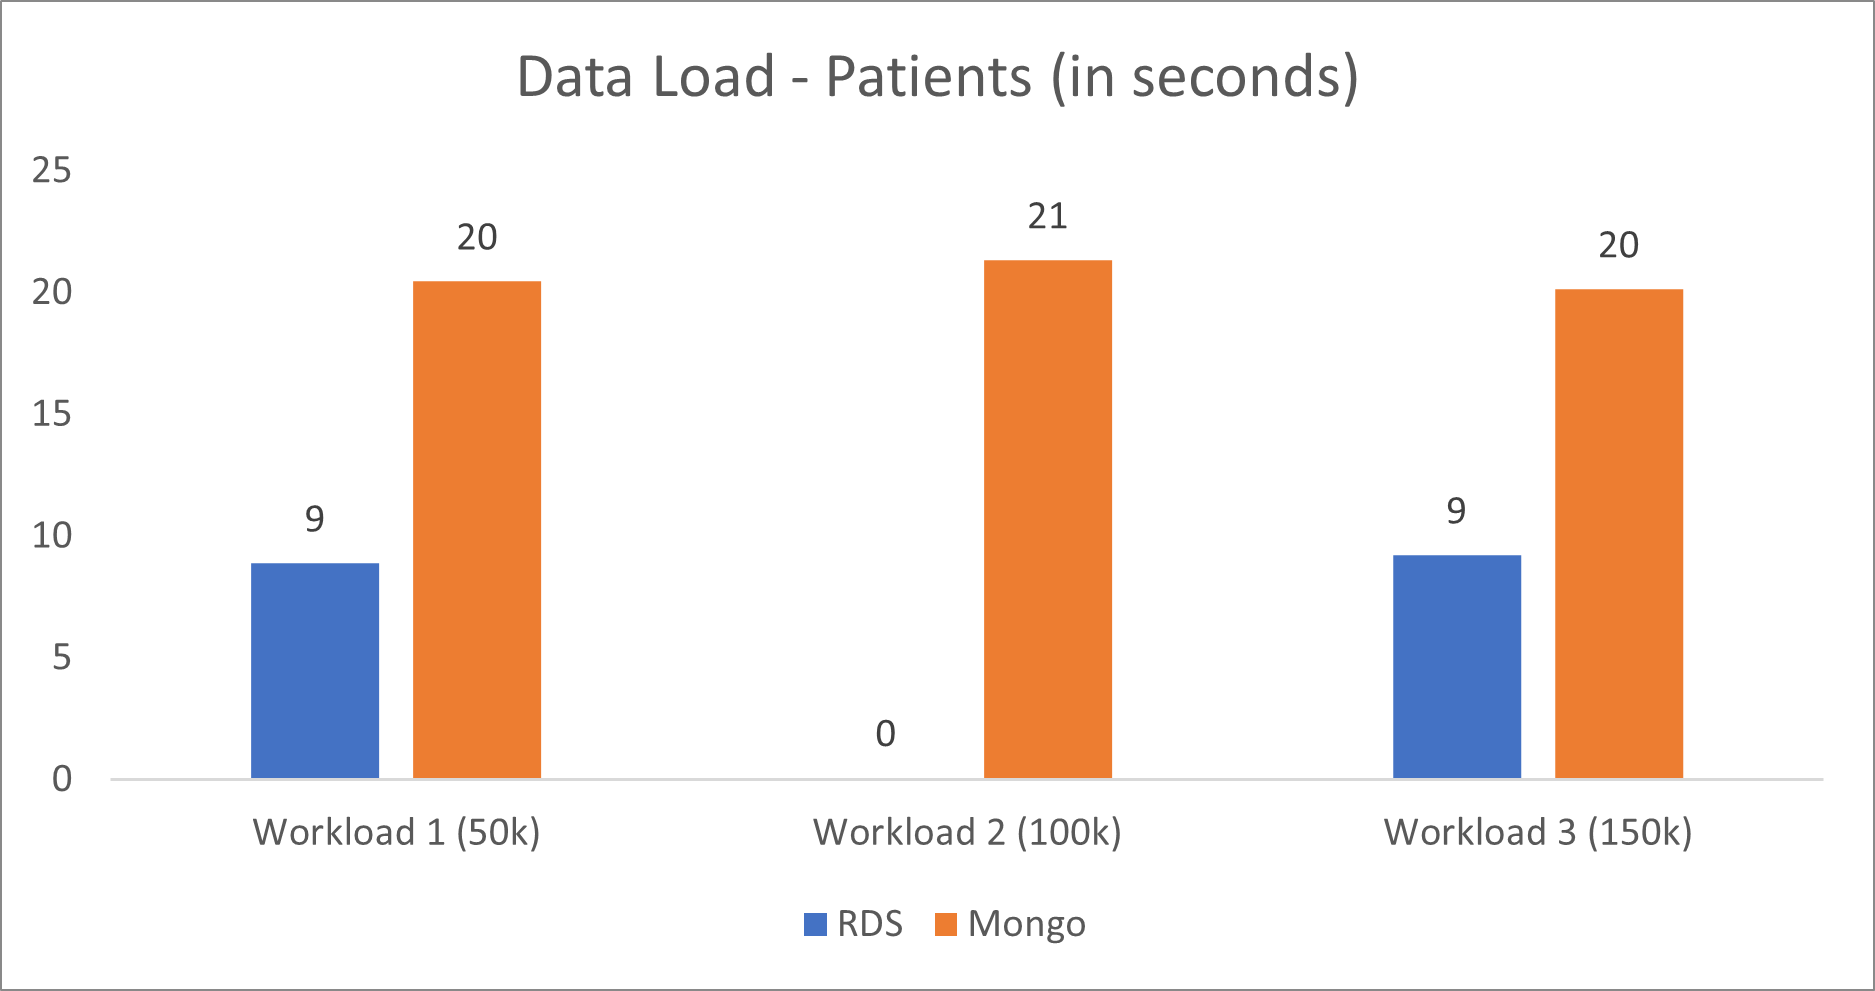 Data Load - Patients (in seconds)
25
20
15
10
5
0
9
20
0
21
9
20
Workload 1 (50k)
Workload 2 (100k)
Workload 3 (150k)
RDS
Mongo